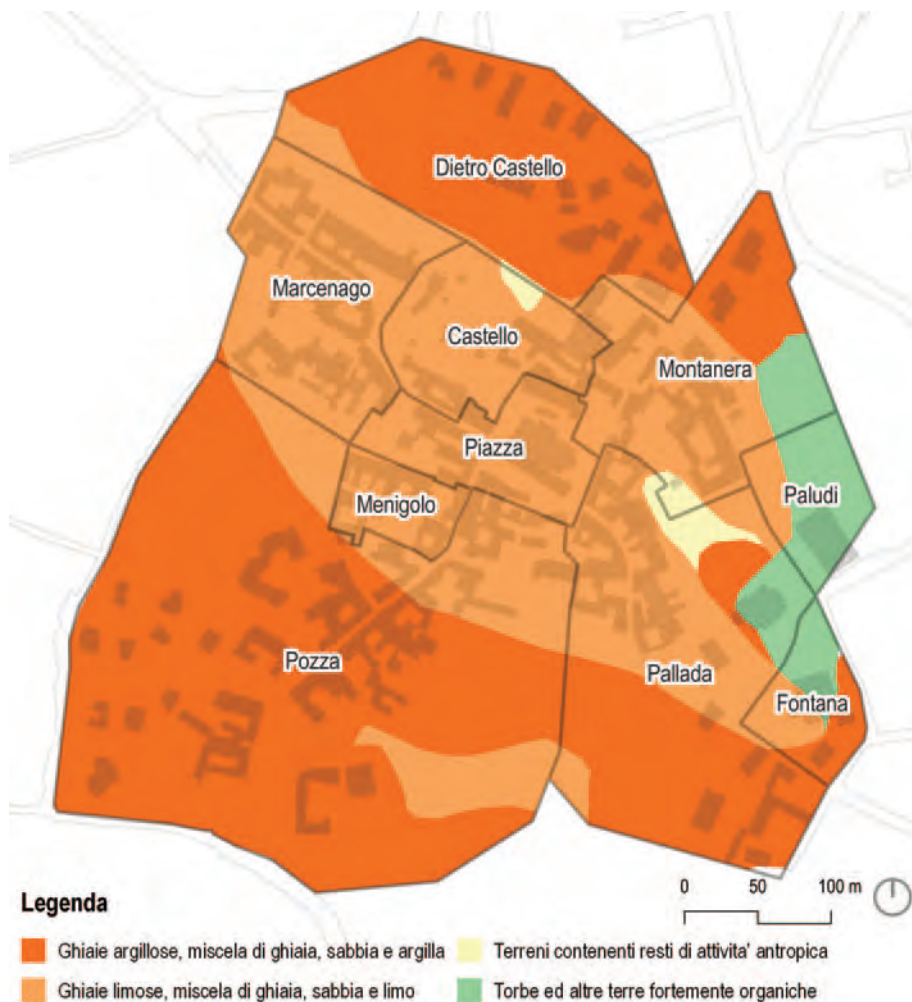 Dietro Castello
Marcenago
Castello
Montanera
Piazza
Menigolo
Paludi
Pozza
Pallada
Fontana
0 50 100 m
Legenda
Ghiaie argillose, miscela di ghiaia, sabbia e argilla
Terreni contenenti resti di attivita' antropica
Ghiaie limose, miscela di ghiaia, sabbia e limo
Torbe ed altre terre fortemente organiche